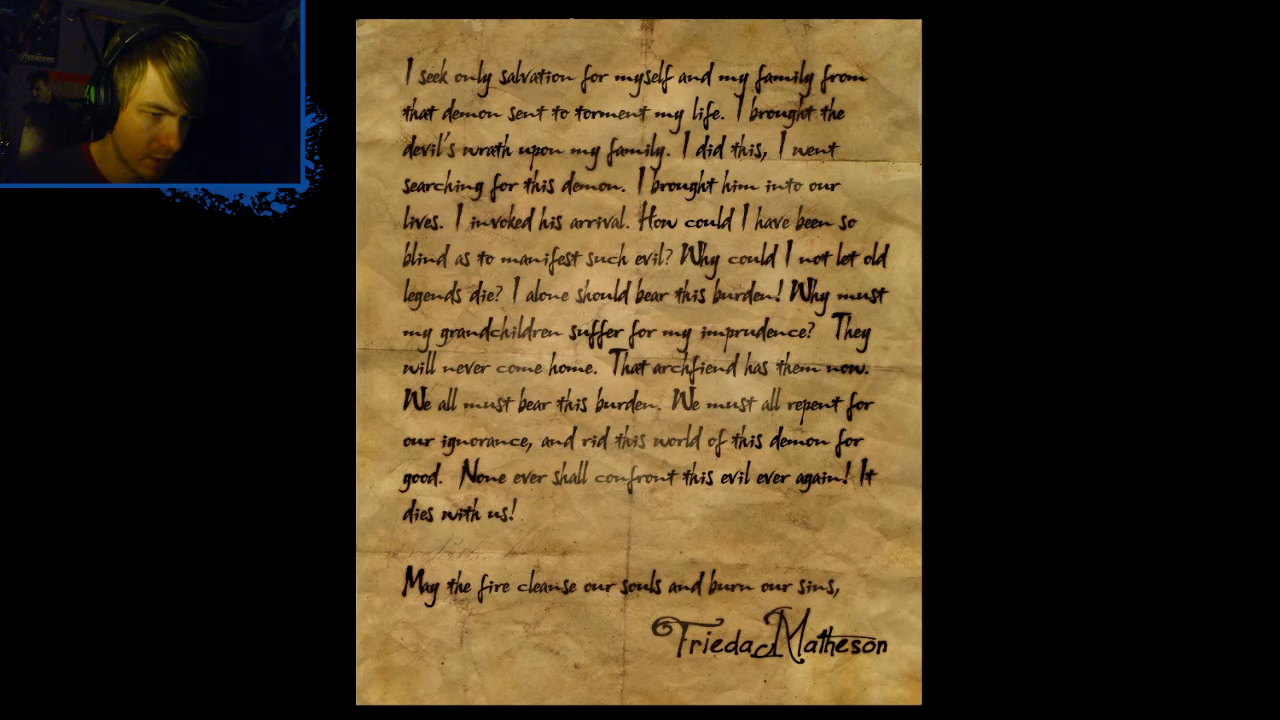 I seek only salvation for myself and my family from
that demon sent to torment my life. I brought the
devil's wrath upon my family. I did this, I went
searching for this demon. I brought him into our
lives. I invoked his arrival. How could I have been so
blind as to manifest such evil? Why could I not let old
legends die? I alone should bear this burden! Why must
my grandchildren suffer for my imprudence? They
will never come home. That archfiend has them now.
We all must bear this burden. We must all repent for
our ignorance, and rid this world of this demon for
good. None ever shall confront this evil ever again! It
dies with us!
May the fire cleanse our souls and burn our sins,
Frieda Matheson